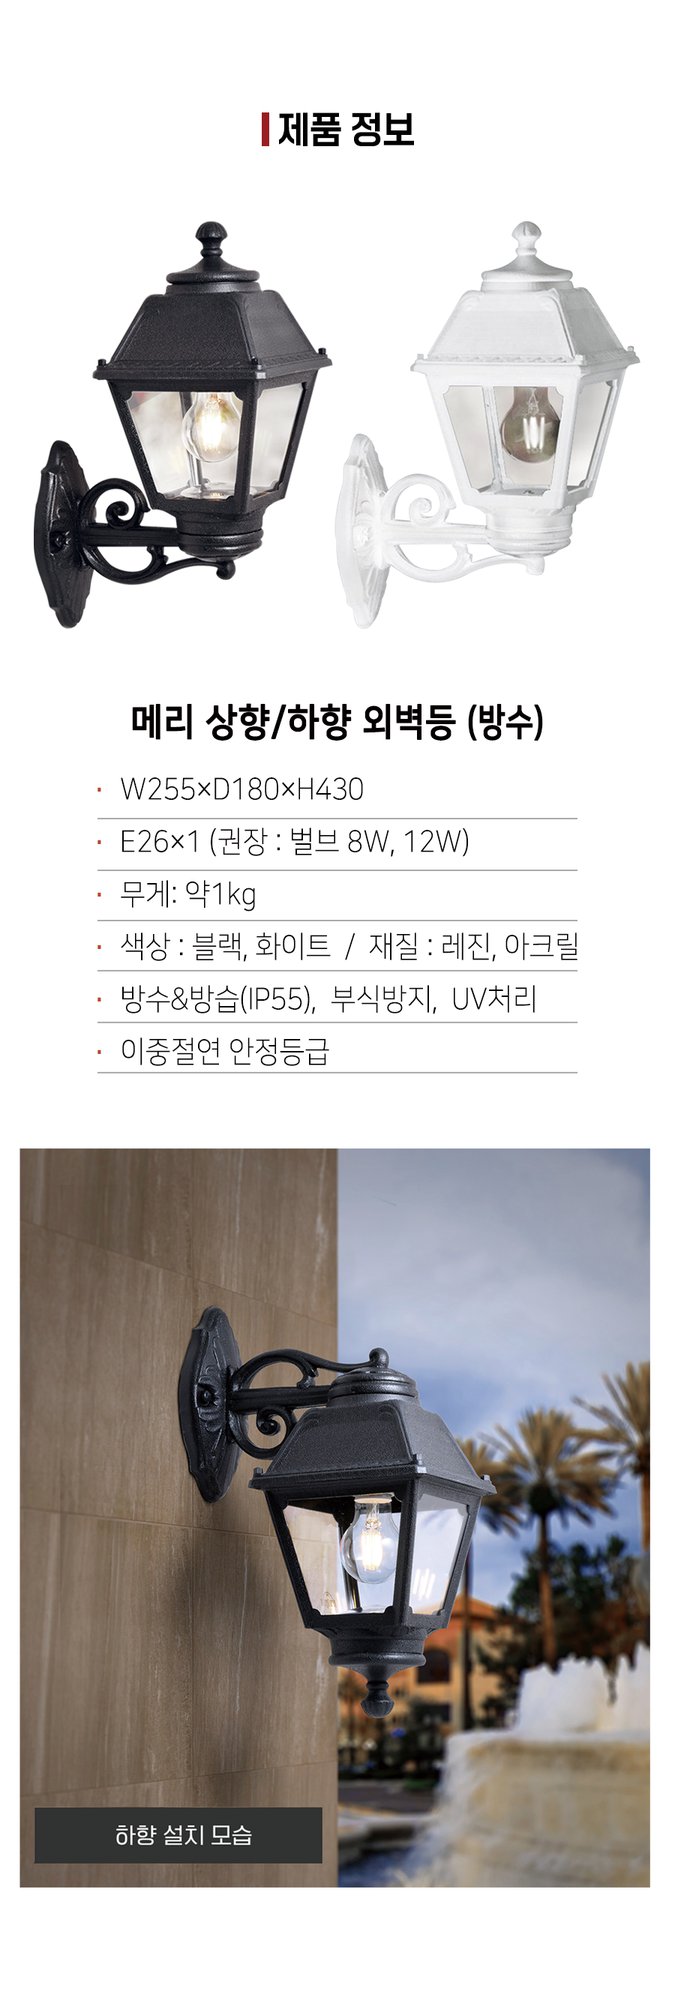 제품 정보
메리 상향/하향 외벽등 (방수)
· W255×D180×H430
· E26×1 (권장 : 벌브 8W, 12W)
· 무게: 약1kg
· 색상 : 블랙, 화이트 / 재질 : 레진, 아크릴
· 방수&방습(IP55), 부식방지, UV처리
· 이중절연 안정등급
하향 설치 모습